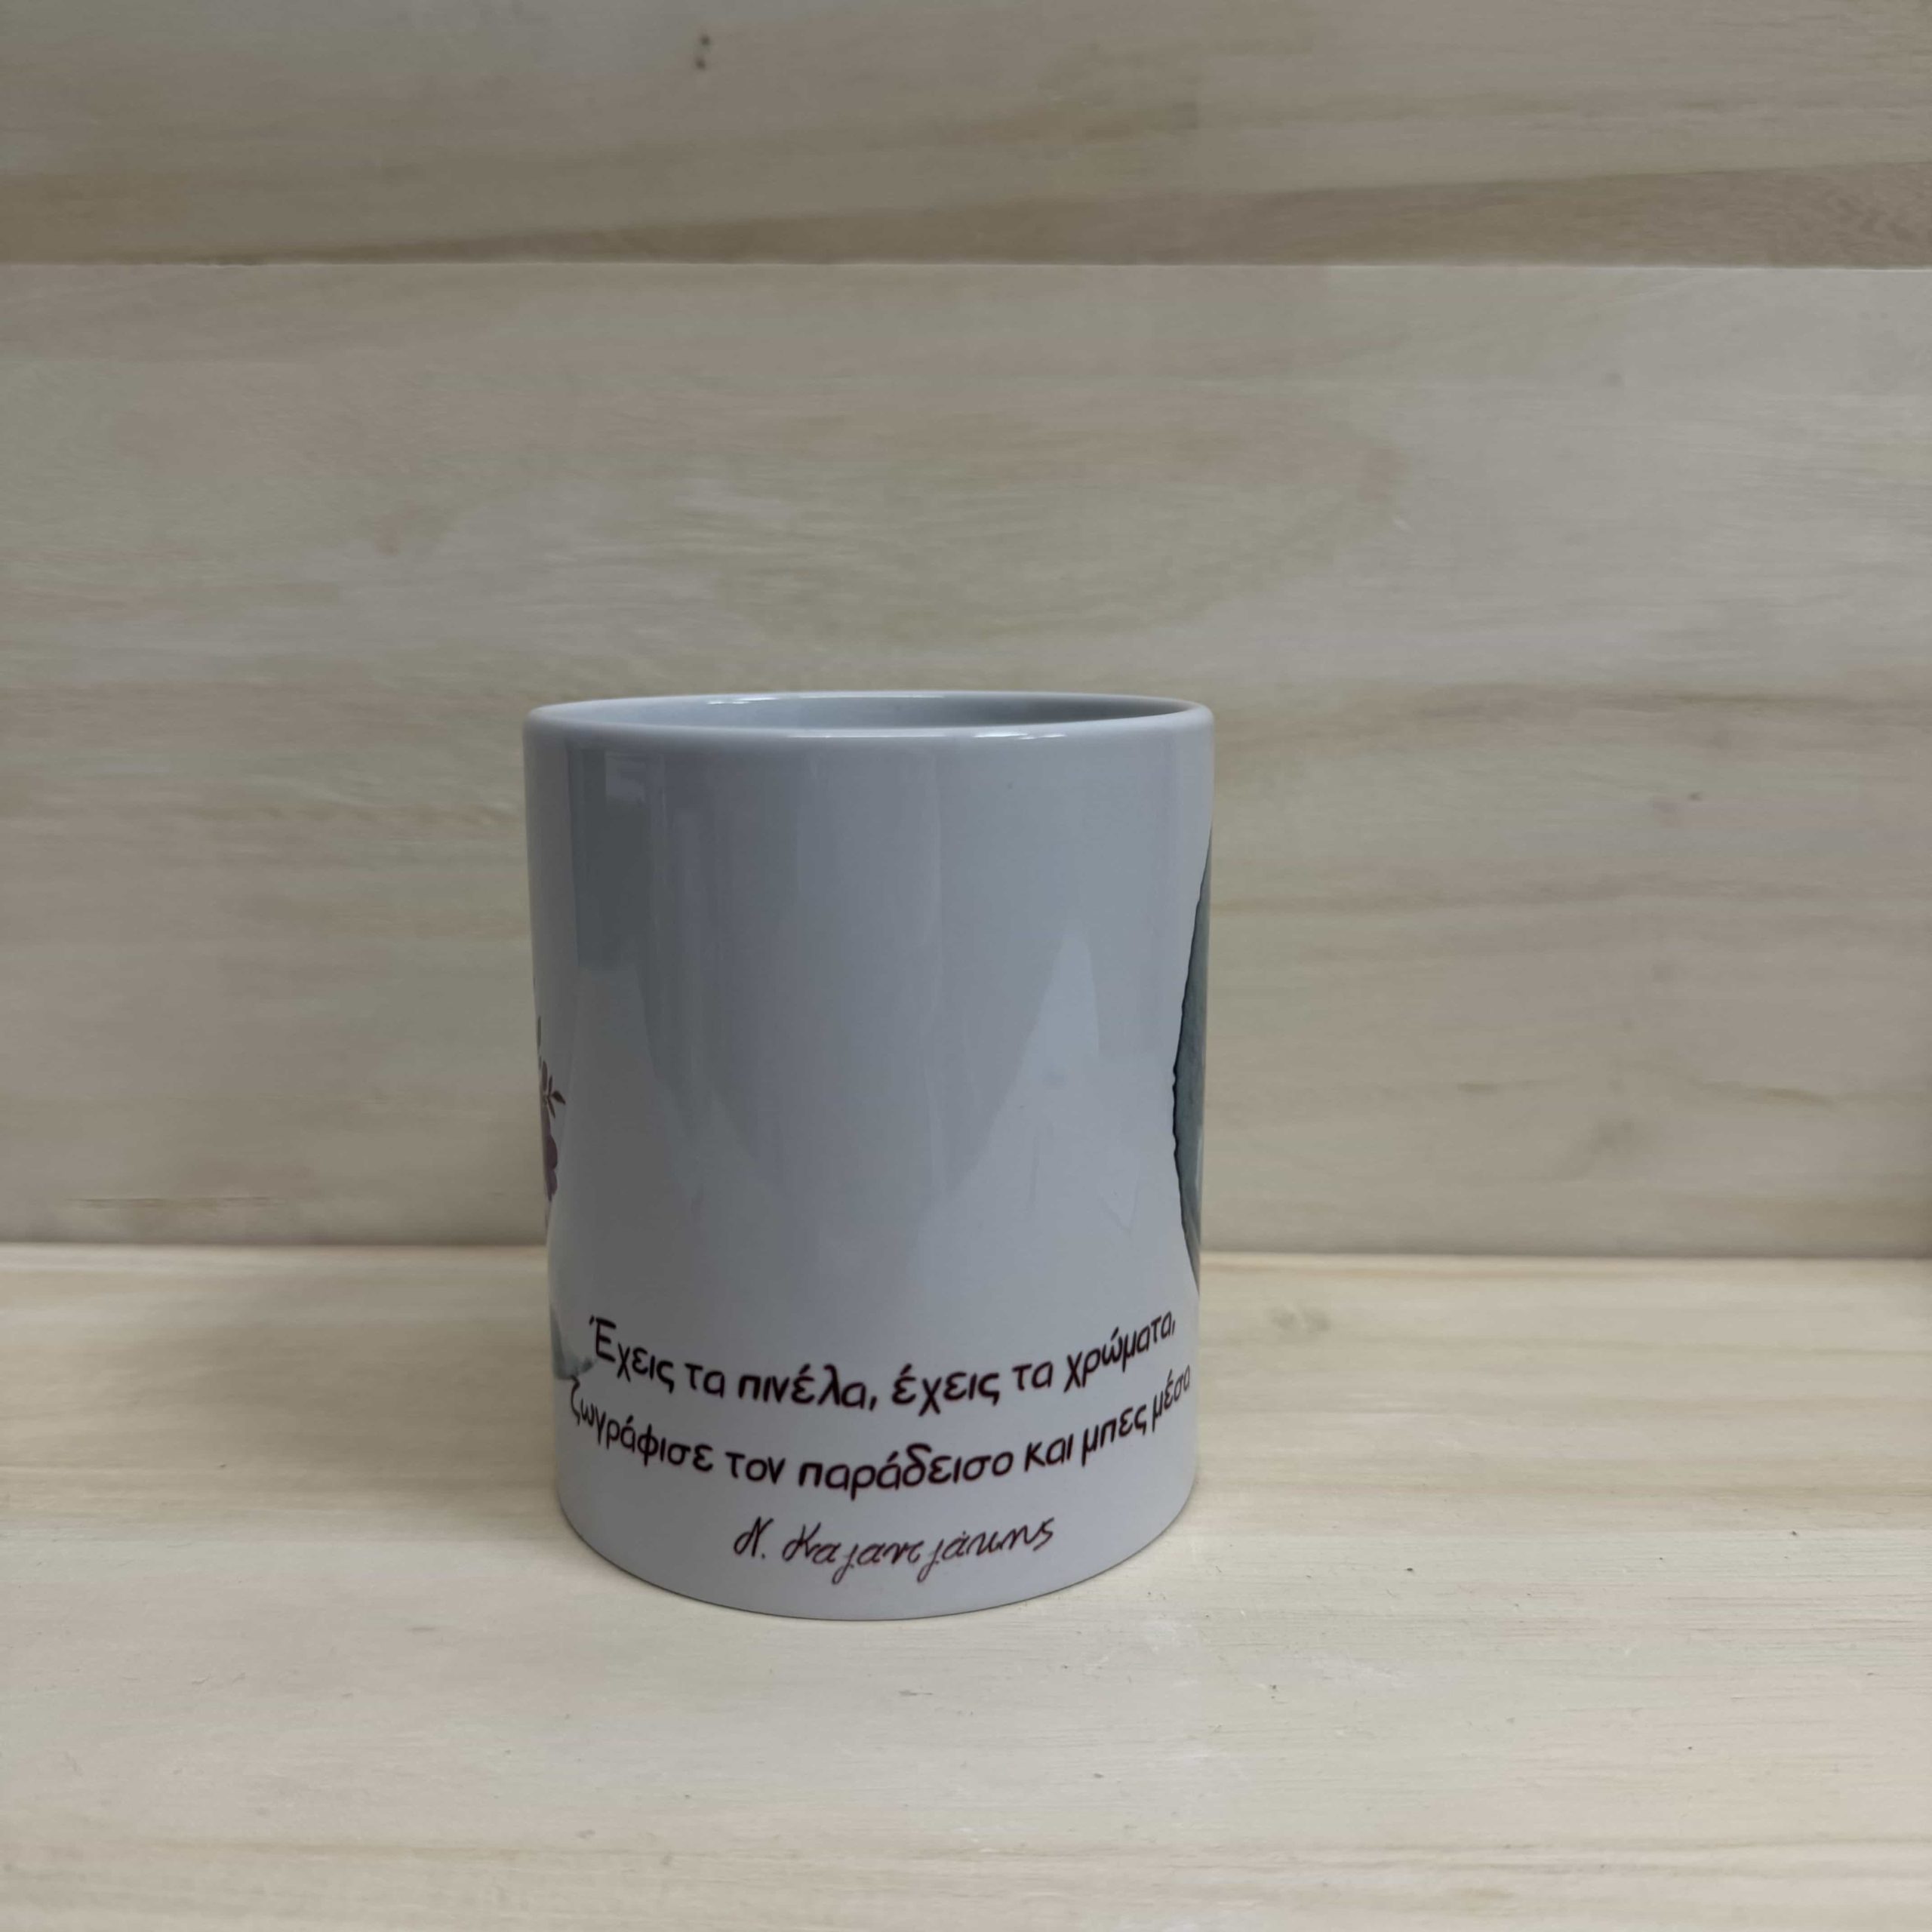 Έχεις τα πινέλα, έχεις τα χρώματα,
ζωγράφισε τον παράδεισο και μπες μέσα
Ν. Καζαντζάκης